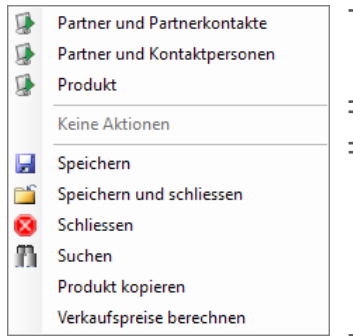 Partner und Partnerkontakte
Partner und Kontaktpersonen
Produkt
Keine Aktionen
Speichern
Speichern und schliessen
Schliessen
Suchen
Produkt kopieren
Verkaufspreise berechnen